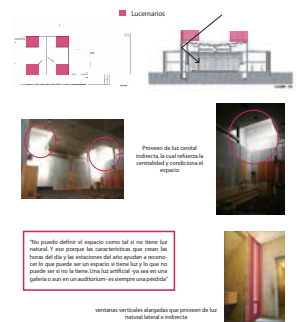 Lucernarios
Proveen de luz cenital
indirecta, la cual refuerza la
centralidad y condiciona el
espacio
"No puedo definir el espacio como tal si no tiene luz
natural. Y eso porque las características que crean las
horas del día y las estaciones del año ayudan a recono-
cer lo que puede ser un espacio si tiene luz y lo que no
puede ser si no la tiene. Una luz artificial -ya sea en una
galería o aun en un auditorium- es siempre una pérdida"
ventanas verticales alargadas que proveen de luz
natural lateral e indirecta